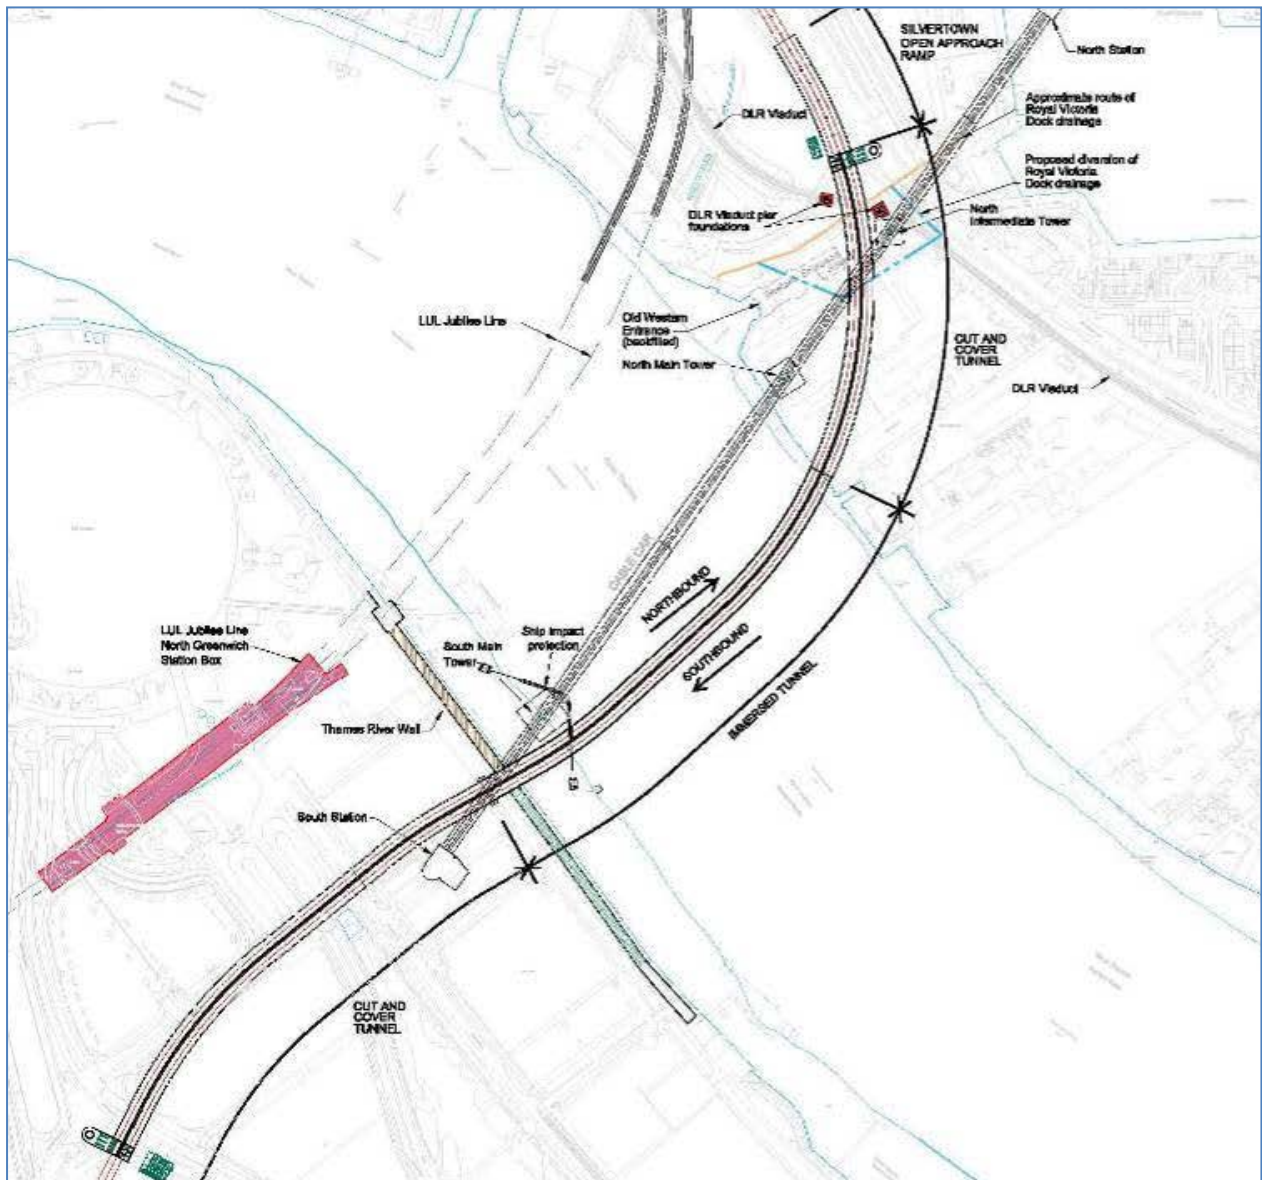 SILVERTOWN
OPEN APPROACH
RAMP
North Station
Approximate route of
Royal Victoria
Dock drainage
DLR Viaduct
Proposed diversion of
Royal Victoria
Dock drainage
DLR Viaduct pier
foundations
North
Intermediate Tower
LUL Jubilee Line
Old Western
Entrance
(backfilled)
North Main Tower
CUT AND
COVER
TUNNEL
DLR Viaduct
CABLE CAR
NORTHBOUND
SOUTHBOUND
IMMERSED TUNNEL
LUL Jubilee Line
North Greenwich
Station Box
South Main
Tower
Ship impact
protection
Thames River Wall
South Station
CUT AND
COVER
TUNNEL